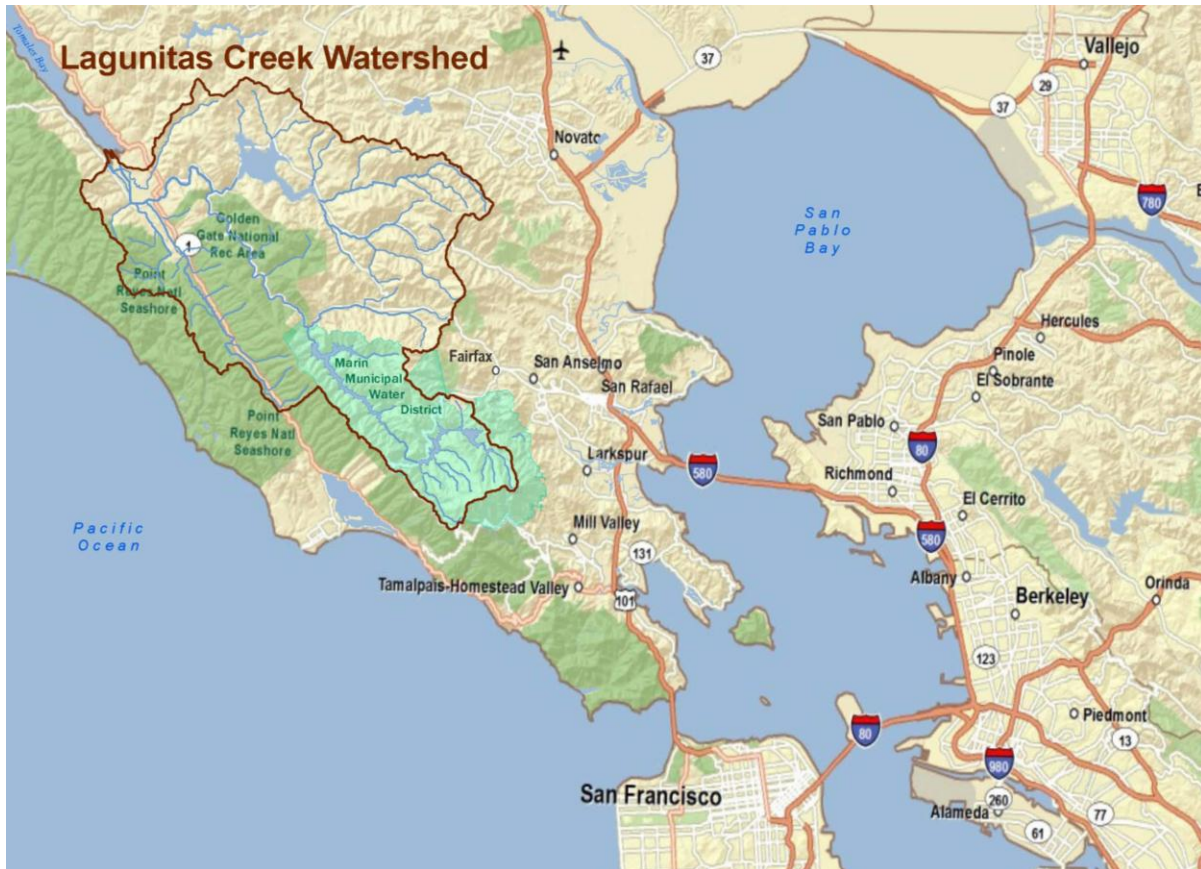 Tomales Bay
Lagunitas Creek Watershed
37
Vallejo
29
37
Novato
780
San
Pablo
Bay
Golden
Gate National
Rec Area
1
Point
Reyes Natl
Seashore
Hercules
Pinole
El Sobrante
Fairfax
San Anselmo
San Rafael
Marin
Municipal
Water
District
Point
Reyes Natl
Seashore
San Pablo
80
Larkspur
580
Richmond
El Cerrito
Pacific
Ocean
Mill Valley
131
580
Tamalpais-Homestead Valley
101
Albany
Orinda
Berkeley
123
80
Piedmont
13
980
San Francisco
Alameda
260
77
61